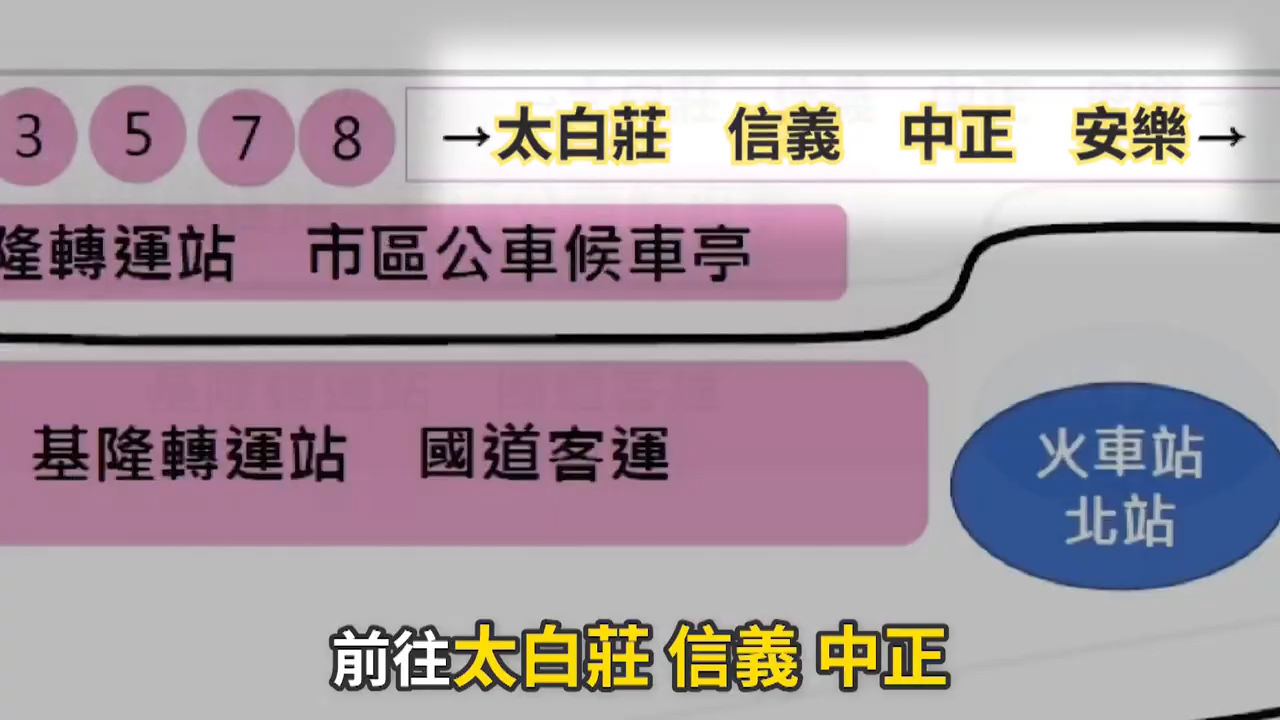 3 5 7 8 →太白莊 信義 中正 安樂→
隆轉運站 市區公車候車亭
基隆轉運站 國道客運
火車站
北站
前往太白莊 信義 中正